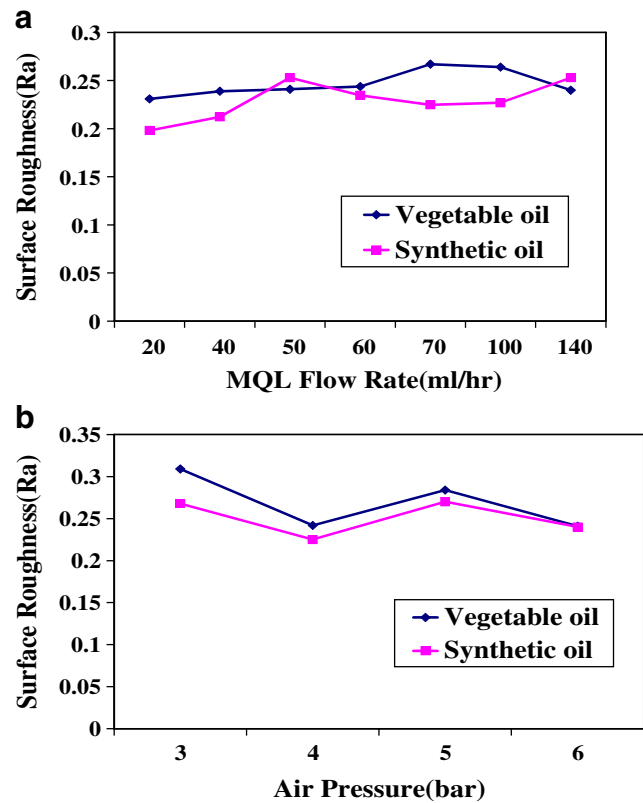 a
0.3
0.25
0.2
0.15
0.1
0.05
0
Surface Roughness(Ra)
Vegetable oil
Synthetic oil
20 40 50 60 70 100 140
MQL Flow Rate(ml/hr)
b
0.35
0.3
0.25
0.2
0.15
0.1
0.05
0
Surface Roughness(Ra)
Vegetable oil
Synthetic oil
3 4 5 6
Air Pressure(bar)